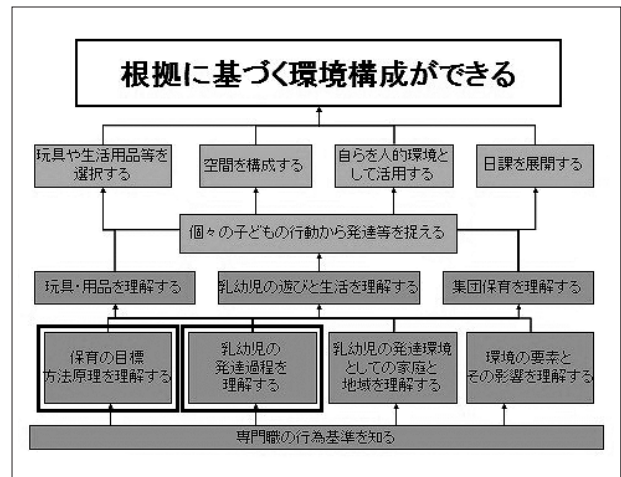 根拠に基づく環境構成ができる
玩具や生活用品等を
選択する
空間を構成する
自らを人的環境と
して活用する
日課を展開する
個々の子どもの行動から発達等を捉える
玩具・用品を理解する
乳幼児の遊びと生活を理解する
集団保育を理解する
保育の目標
方法原理を理解する
乳幼児の
発達過程を
理解する
乳幼児の発達環境
としての家庭と
地域を理解する
環境の要素と
その影響を理解する
専門職の行為基準を知る